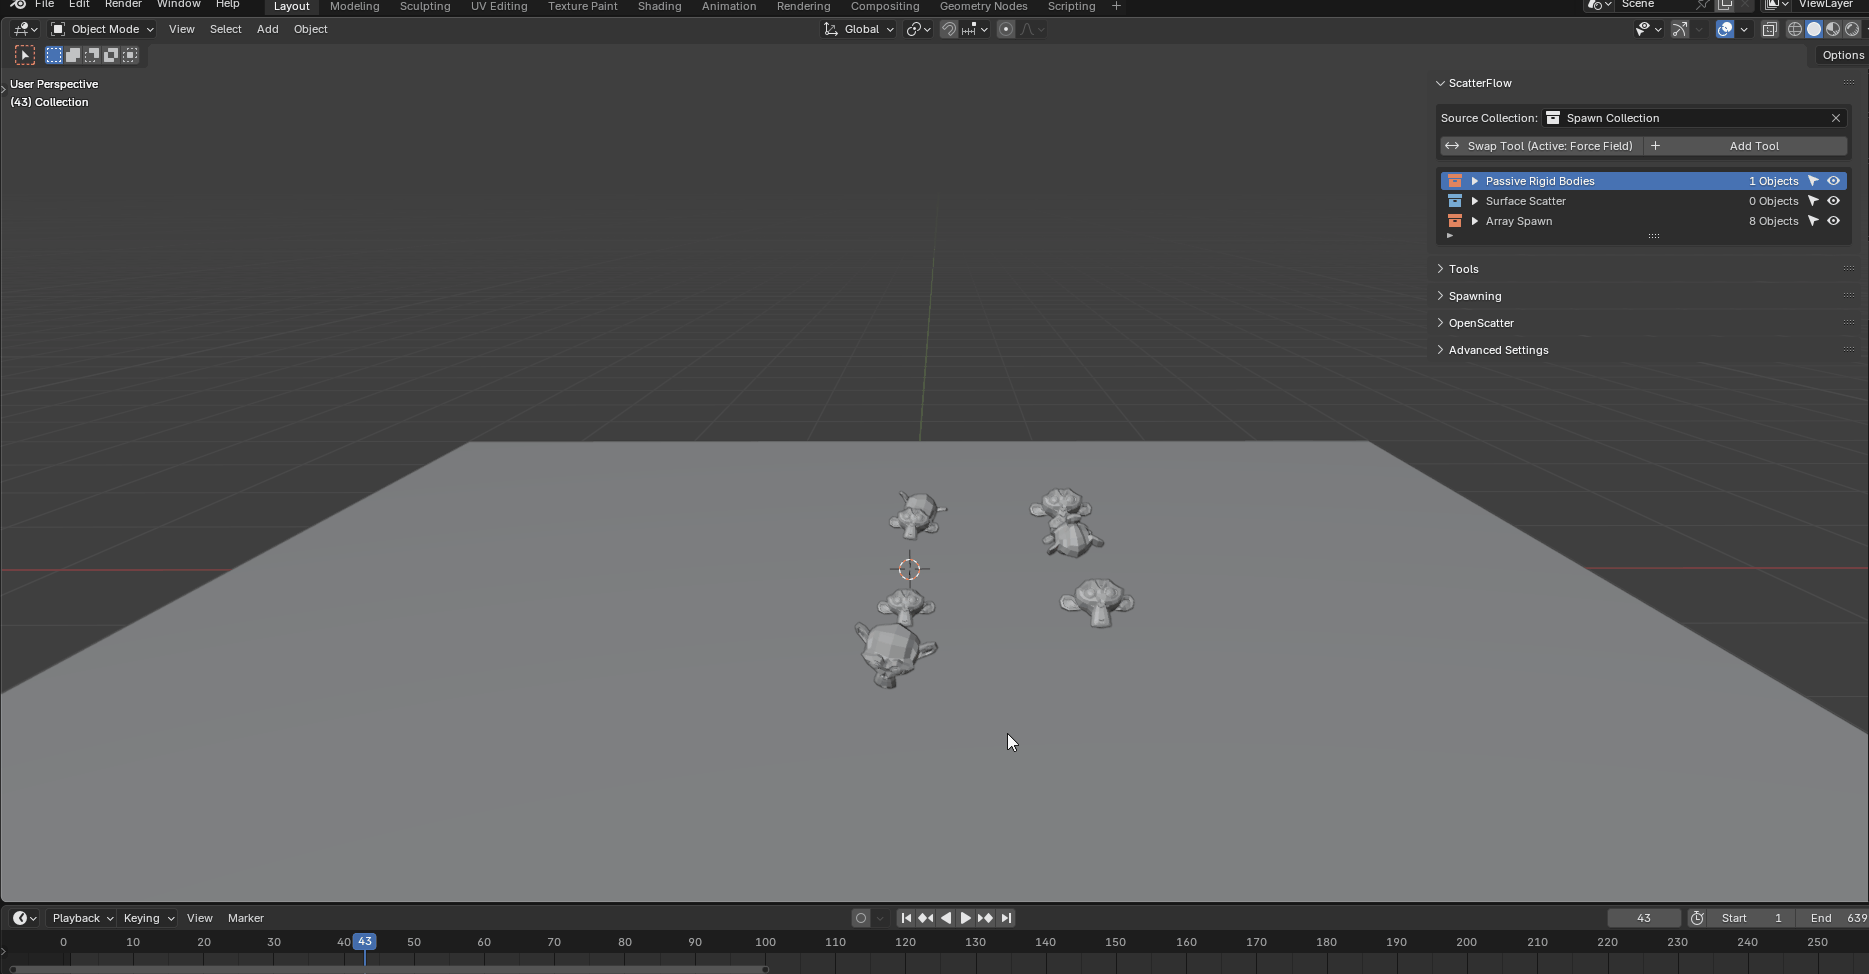 File Edit Render Window Help Layout Modeling Sculpting UV Editing Texture Paint Shading Animation Rendering Compositing Geometry Nodes Scripting + Scene ViewLayer
Object Mode View Select Add Object Global
Options
User Perspective
(43) Collection
ScatterFlow
Source Collection: Spawn Collection
Swap Tool (Active: Force Field) Add Tool
Passive Rigid Bodies 1 Objects
Surface Scatter 0 Objects
Array Spawn 8 Objects
Tools
Spawning
OpenScatter
Advanced Settings
Playback Keying View Marker 43 Start 1 End 639
0 10 20 30 40 43 50 60 70 80 90 100 110 120 130 140 150 160 170 180 190 200 210 220 230 240 250